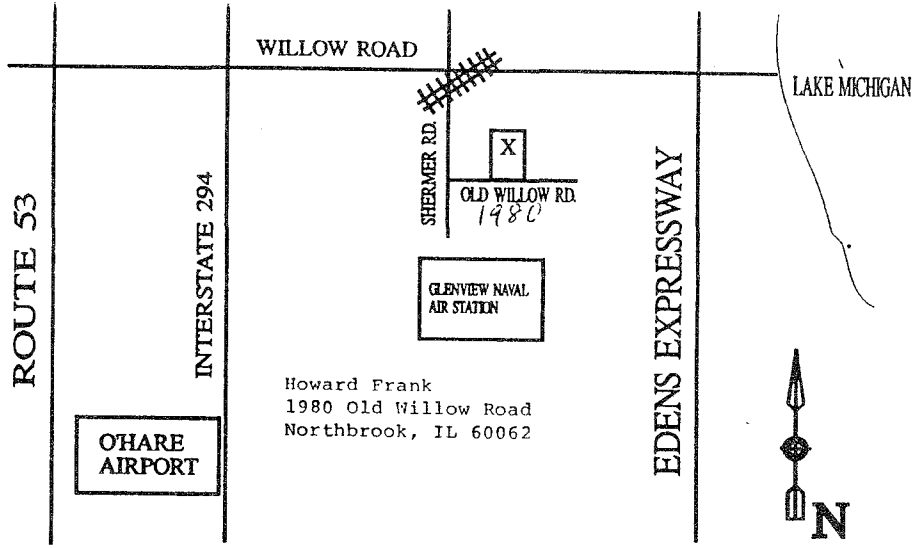 WILLOW ROAD
LAKE MICHIGAN
SHERMER RD.
X
OLD WILLOW RD.
1980
ROUTE 53
INTERSTATE 294
EDENS EXPRESSWAY
GLENVIEW NAVAL
AIR STATION
Howard Frank
1980 Old Willow Road
Northbrook, IL 60062
O'HARE
AIRPORT
N